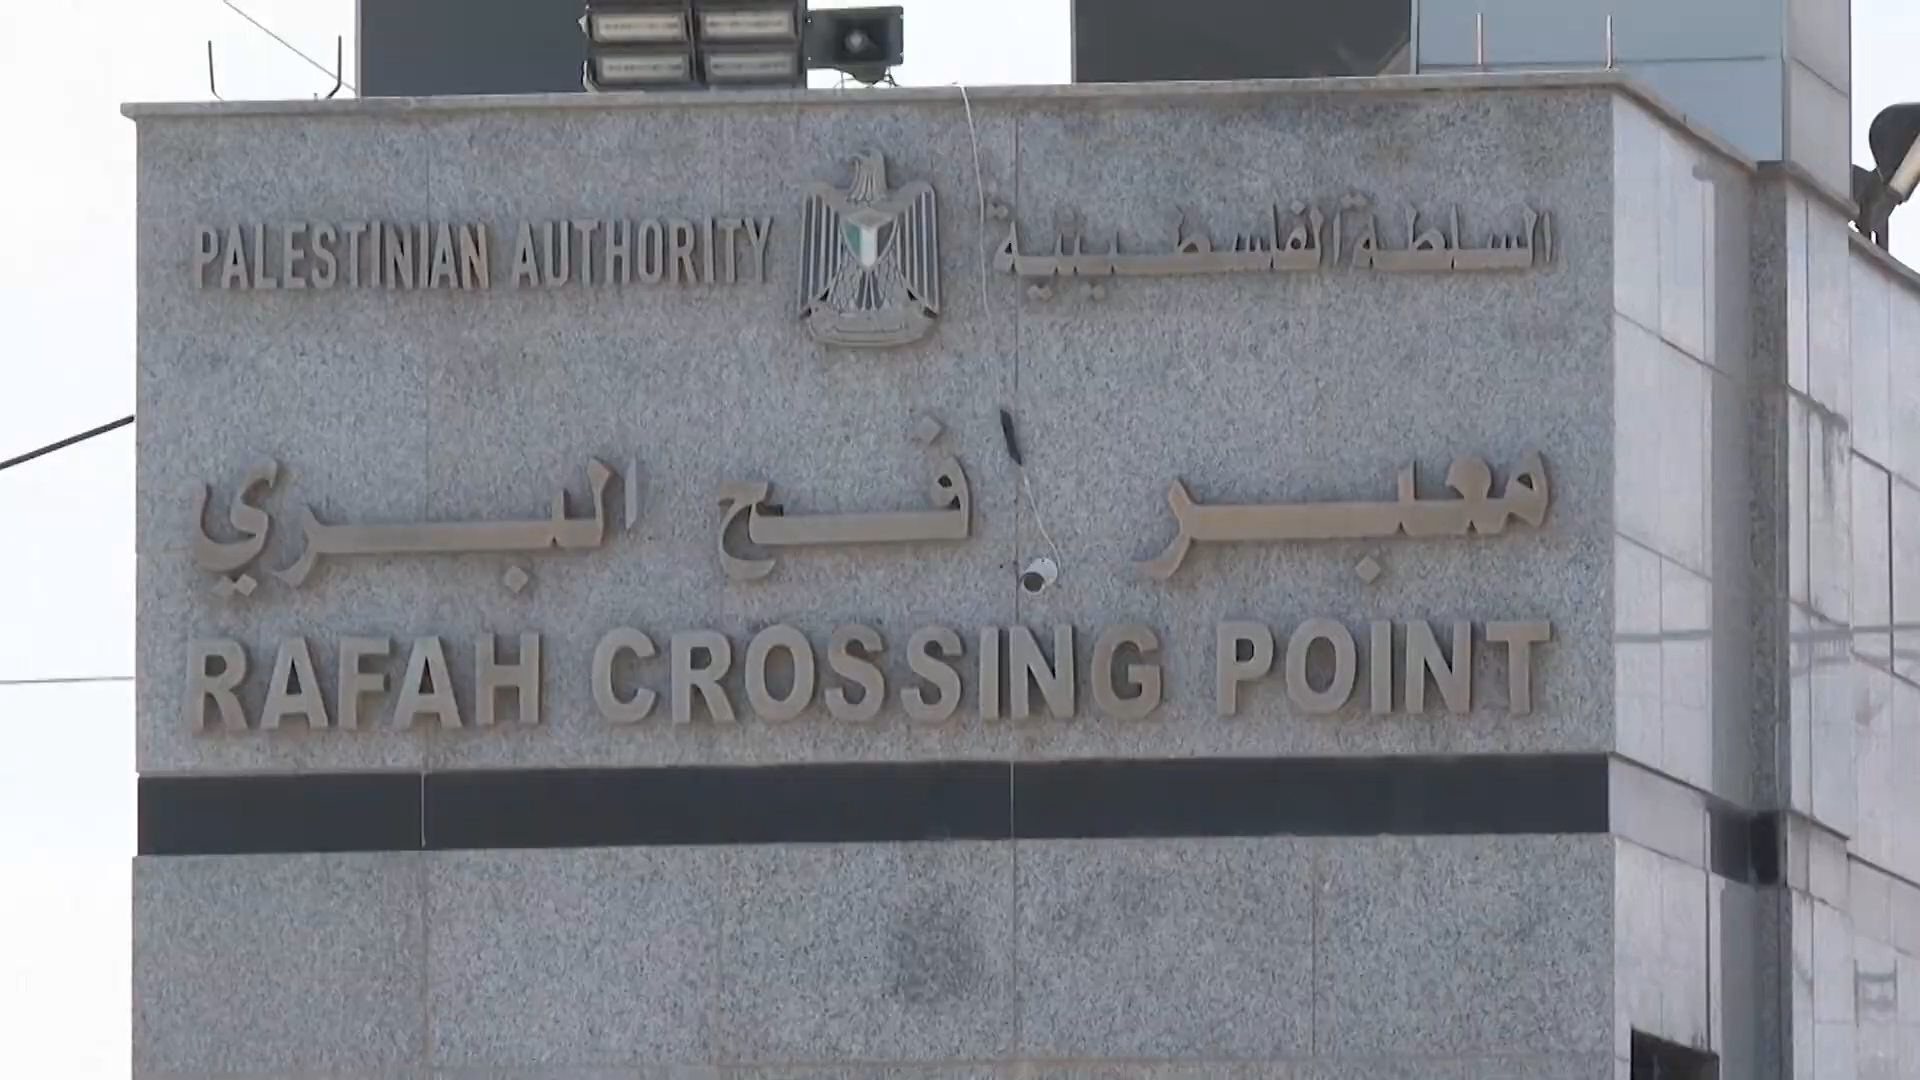 PALESTINIAN AUTHORITY السلطة الفلسطينية
معبر رفح البري
RAFAH CROSSING POINT